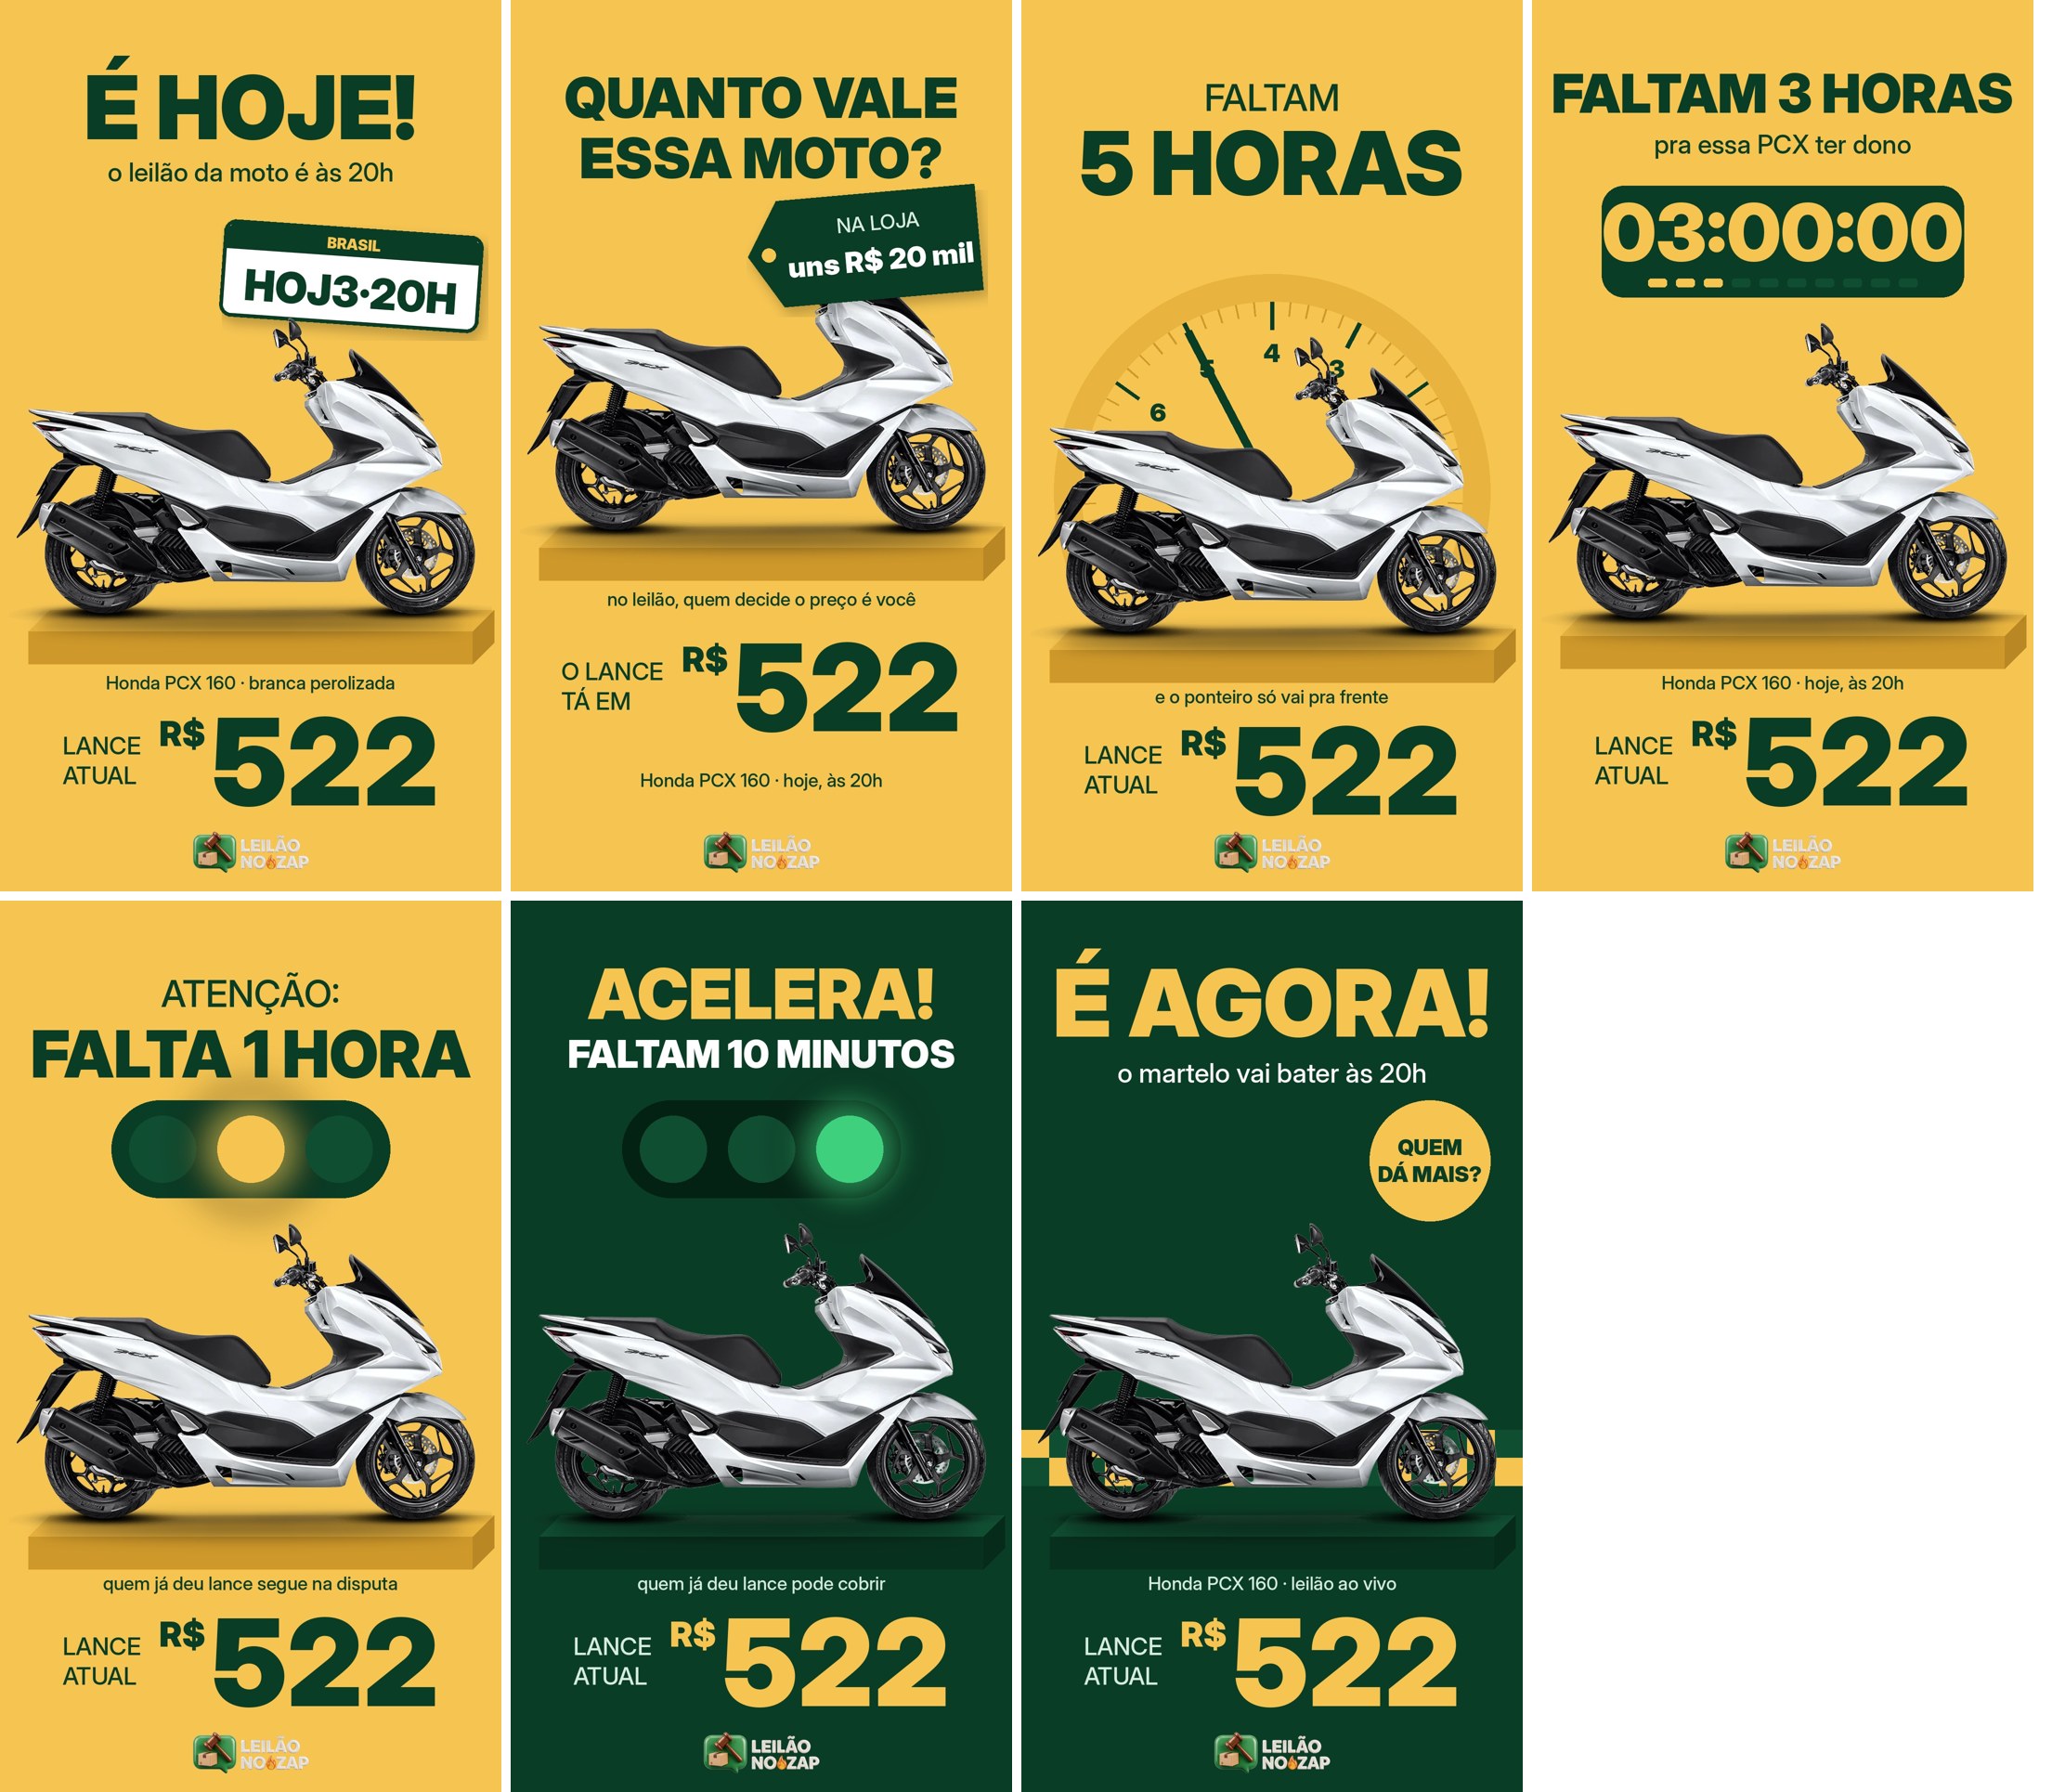 É HOJE!
o leilão da moto é às 20h
BRASIL
HOJ3·20H
PCX
Honda PCX 160 · branca perolizada
LANCE
ATUAL
R$ 522
LEILÃO
NO ZAP
QUANTO VALE
ESSA MOTO?
NA LOJA
uns R$ 20 mil
PCX
no leilão, quem decide o preço é você
O LANCE
TÁ EM
R$ 522
Honda PCX 160 · hoje, às 20h
LEILÃO
NO ZAP
FALTAM
5 HORAS
6
5
4
3
PCX
e o ponteiro só vai pra frente
LANCE
ATUAL
R$ 522
LEILÃO
NO ZAP
FALTAM 3 HORAS
pra essa PCX ter dono
03:00:00
PCX
Honda PCX 160 · hoje, às 20h
LANCE
ATUAL
R$ 522
LEILÃO
NO ZAP
ATENÇÃO:
FALTA 1 HORA
PCX
quem já deu lance segue na disputa
LANCE
ATUAL
R$ 522
LEILÃO
NO ZAP
ACELERA!
FALTAM 10 MINUTOS
PCX
quem já deu lance pode cobrir
LANCE
ATUAL
R$ 522
LEILÃO
NO ZAP
É AGORA!
o martelo vai bater às 20h
QUEM
DÁ MAIS?
PCX
Honda PCX 160 · leilão ao vivo
LANCE
ATUAL
R$ 522
LEILÃO
NO ZAP